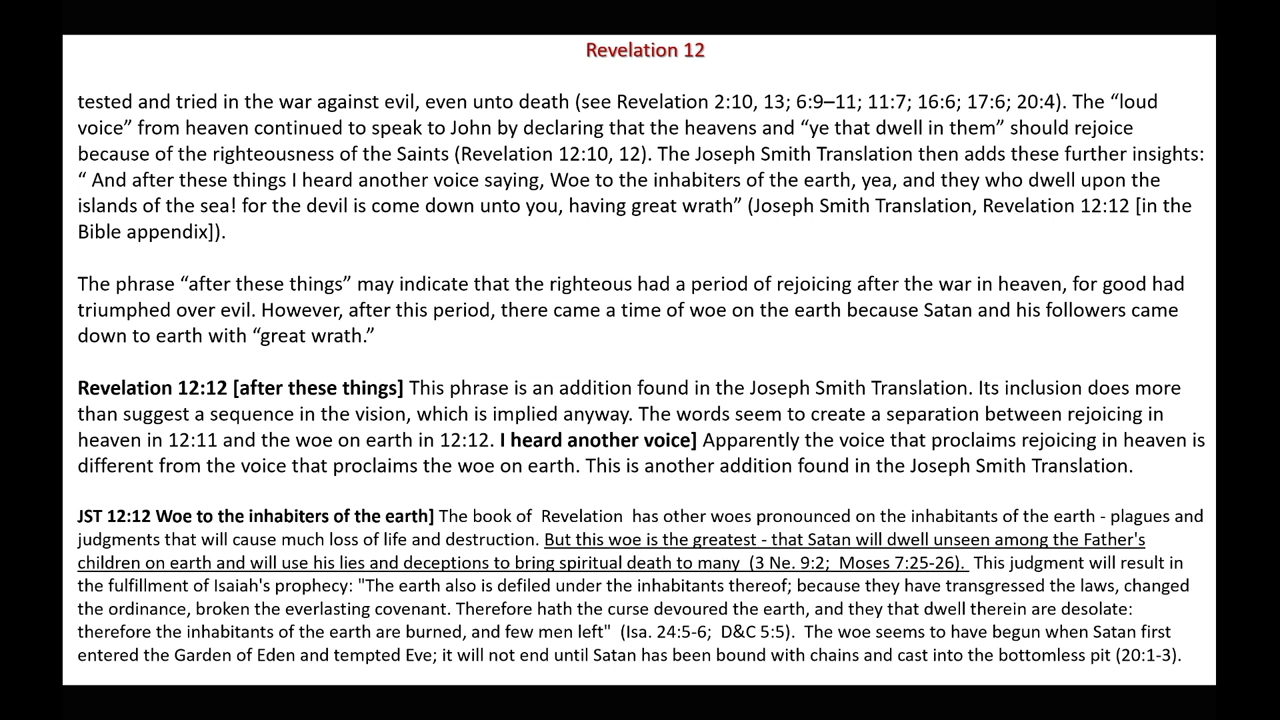 Revelation 12
tested and tried in the war against evil, even unto death (see Revelation 2:10, 13; 6:9–11; 11:7; 16:6; 17:6; 20:4). The “loud
voice” from heaven continued to speak to John by declaring that the heavens and “ye that dwell in them” should rejoice
because of the righteousness of the Saints (Revelation 12:10, 12). The Joseph Smith Translation then adds these further insights:
“ And after these things I heard another voice saying, Woe to the inhabiters of the earth, yea, and they who dwell upon the
islands of the sea! for the devil is come down unto you, having great wrath” (Joseph Smith Translation, Revelation 12:12 [in the
Bible appendix]).
The phrase “after these things” may indicate that the righteous had a period of rejoicing after the war in heaven, for good had
triumphed over evil. However, after this period, there came a time of woe on the earth because Satan and his followers came
down to earth with “great wrath.”
Revelation 12:12 [after these things] This phrase is an addition found in the Joseph Smith Translation. Its inclusion does more
than suggest a sequence in the vision, which is implied anyway. The words seem to create a separation between rejoicing in
heaven in 12:11 and the woe on earth in 12:12. I heard another voice] Apparently the voice that proclaims rejoicing in heaven is
different from the voice that proclaims the woe on earth. This is another addition found in the Joseph Smith Translation.
JST 12:12 Woe to the inhabiters of the earth] The book of Revelation has other woes pronounced on the inhabitants of the earth - plagues and
judgments that will cause much loss of life and destruction. But this woe is the greatest - that Satan will dwell unseen among the Father's
children on earth and will use his lies and deceptions to bring spiritual death to many (3 Ne. 9:2; Moses 7:25-26). This judgment will result in
the fulfillment of Isaiah's prophecy: "The earth also is defiled under the inhabitants thereof; because they have transgressed the laws, changed
the ordinance, broken the everlasting covenant. Therefore hath the curse devoured the earth, and they that dwell therein are desolate:
therefore the inhabitants of the earth are burned, and few men left" (Isa. 24:5-6; D&C 5:5). The woe seems to have begun when Satan first
entered the Garden of Eden and tempted Eve; it will not end until Satan has been bound with chains and cast into the bottomless pit (20:1-3).